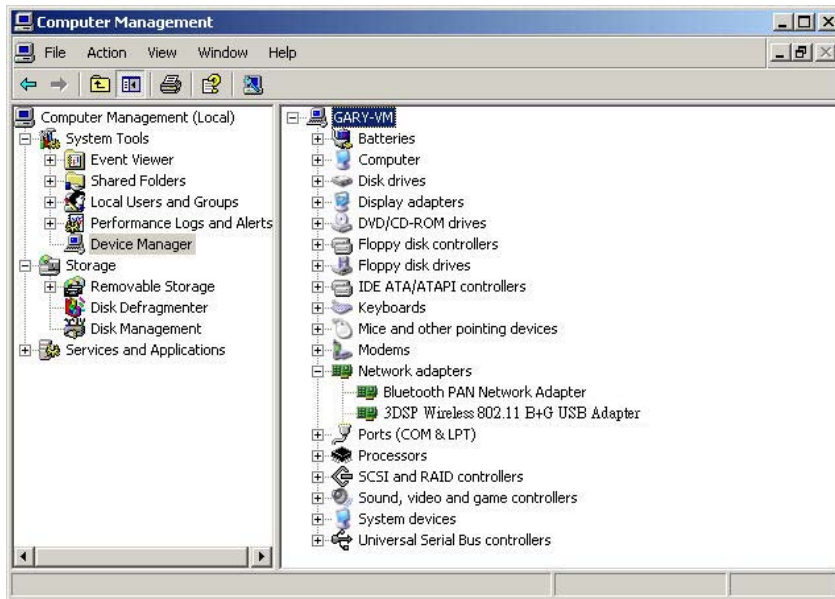 Computer Management
File Action View Window Help
Computer Management (Local)
System Tools
Event Viewer
Shared Folders
Local Users and Groups
Performance Logs and Alerts
Device Manager
Storage
Removable Storage
Disk Defragmenter
Disk Management
Services and Applications
GARY-VM
Batteries
Computer
Disk drives
Display adapters
DVD/CD-ROM drives
Floppy disk controllers
Floppy disk drives
IDE ATA/ATAPI controllers
Keyboards
Mice and other pointing devices
Modems
Network adapters
Bluetooth PAN Network Adapter
3DSP Wireless 802.11 B+G USB Adapter
Ports (COM & LPT)
Processors
SCSI and RAID controllers
Sound, video and game controllers
System devices
Universal Serial Bus controllers